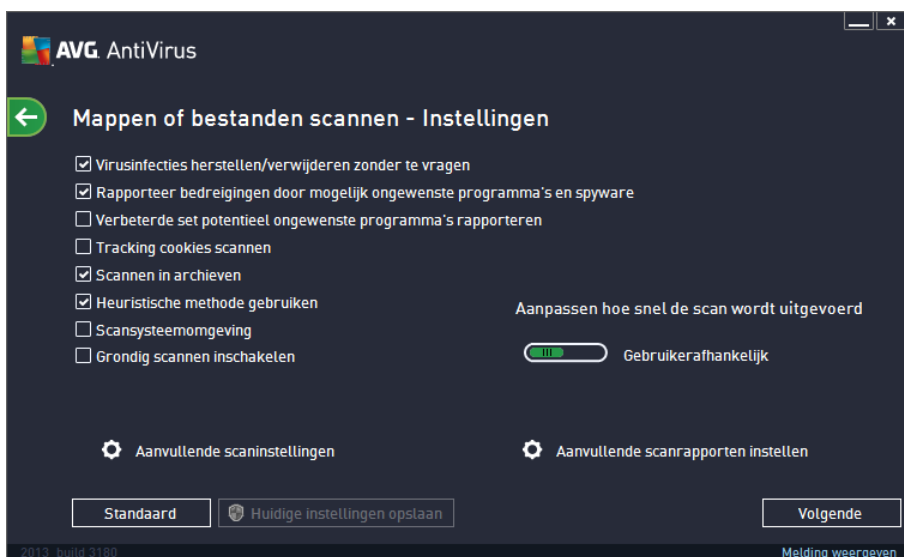 AVG. AntiVirus
Mappen of bestanden scannen - Instellingen
Virusinfecties herstellen/verwijderen zonder te vragen
Rapporteer bedreigingen door mogelijk ongewenste programma's en spyware
Verbeterde set potentieel ongewenste programma's rapporteren
Tracking cookies scannen
Scannen in archieven
Heuristische methode gebruiken
Scansysteemomgeving
Grondig scannen inschakelen
Aanpassen hoe snel de scan wordt uitgevoerd
Gebruikerafhankelijk
Aanvullende scaninstellingen
Aanvullende scanrapporten instellen
Standaard
Huidige instellingen opslaan
Volgende
2013 build 3180
Melding weergeven